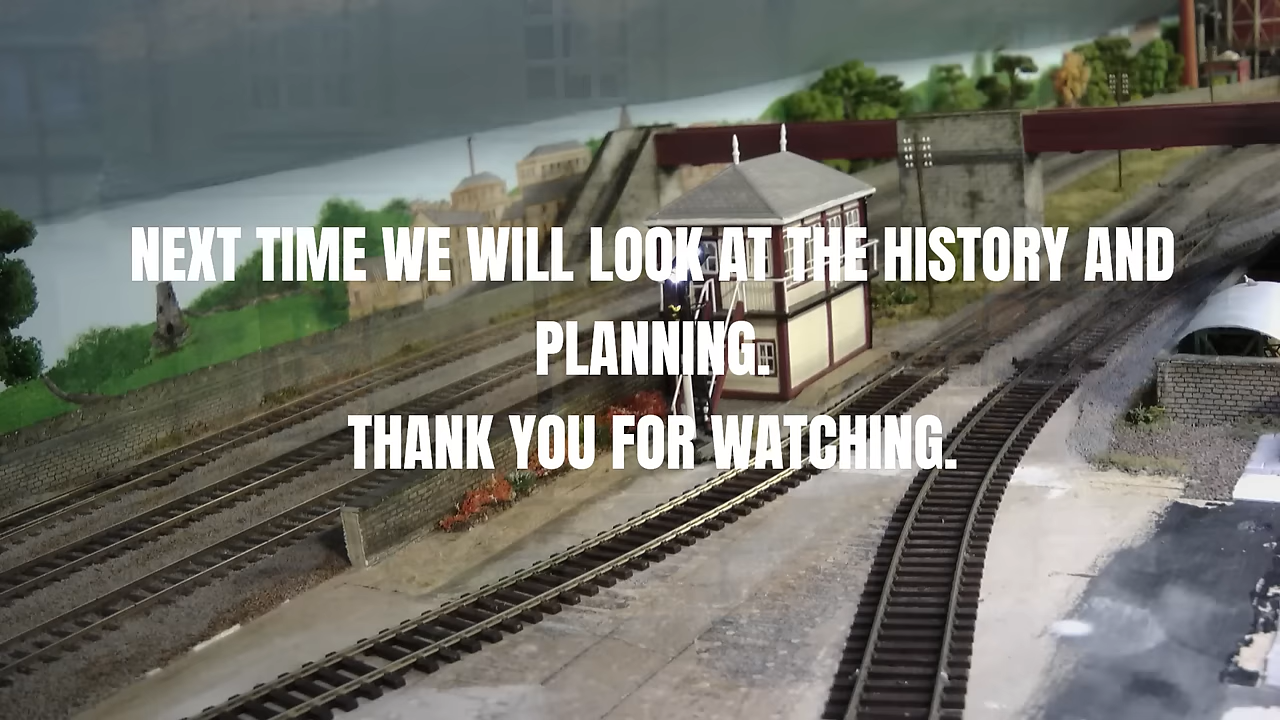 NEXT TIME WE WILL LOOK AT THE HISTORY AND
PLANNING.
THANK YOU FOR WATCHING.